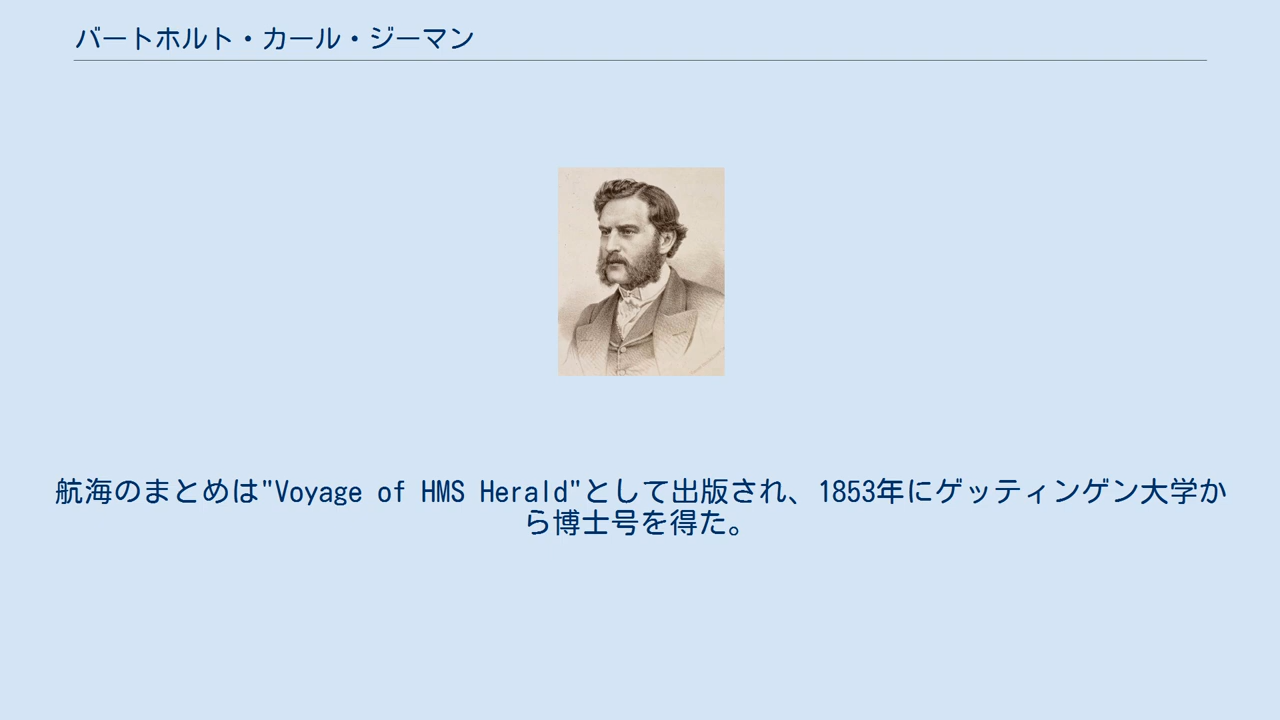 バートホルト・カール・ジーマン
航海のまとめは"Voyage of HMS Herald"として出版され、1853年にゲッティンゲン大学か
ら博士号を得た。